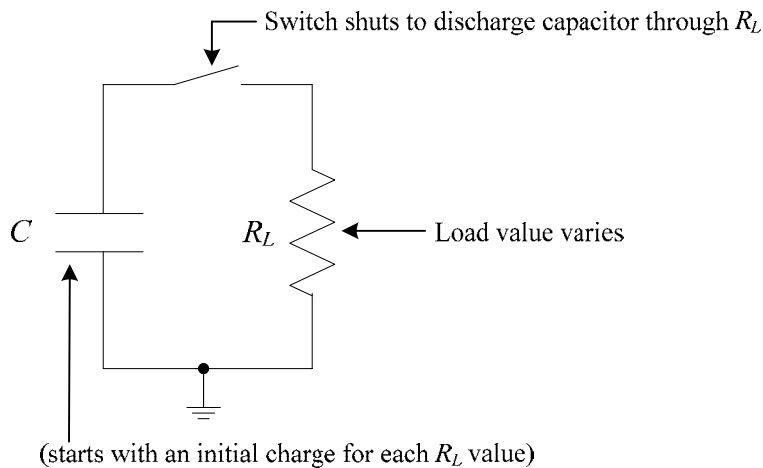 Switch shuts to discharge capacitor through R_L
C
R_L
Load value varies
(starts with an initial charge for each R_L value)